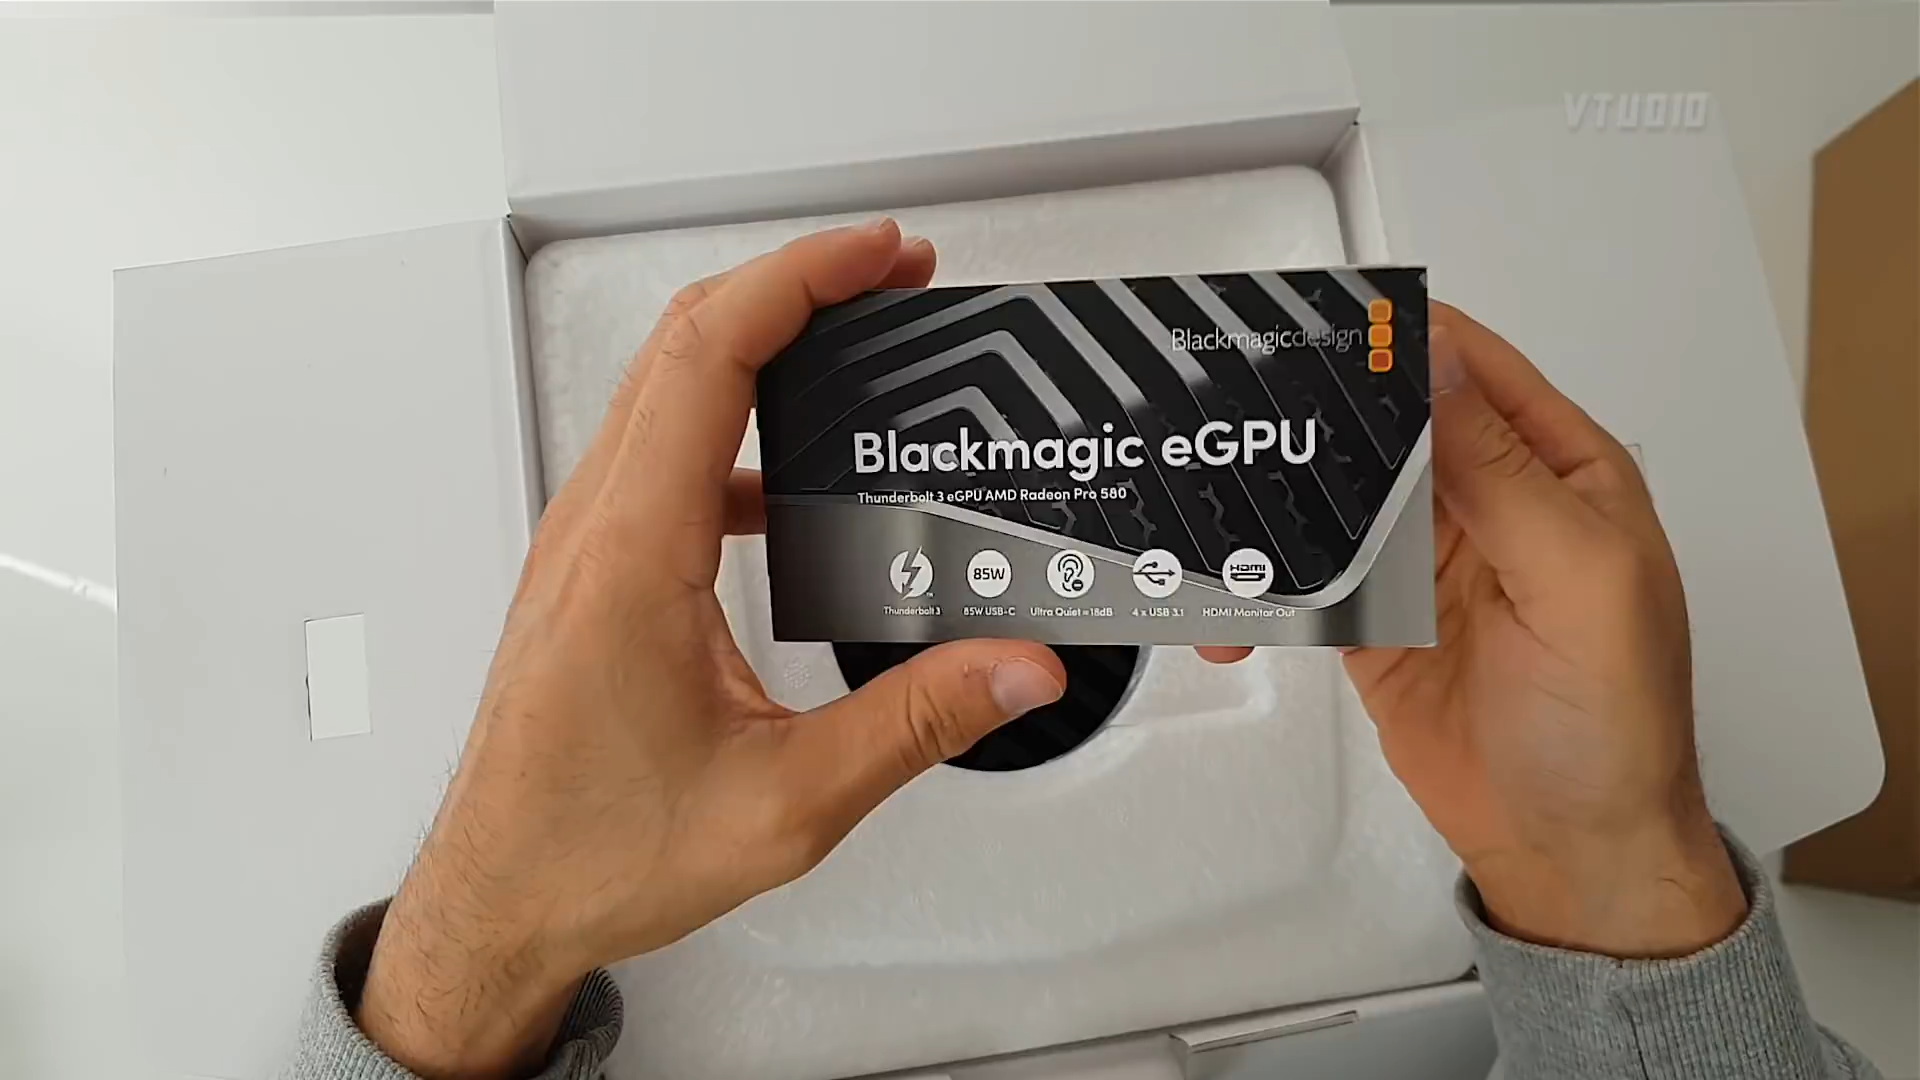 VTUDIO
Blackmagicdesign
Blackmagic eGPU
Thunderbolt 3 eGPU AMD Radeon Pro 580
85W
HDMI
Thunderbolt 3
85W USB-C
Ultra Quiet = 18dB
4 x USB 3.1
HDMI Monitor Out